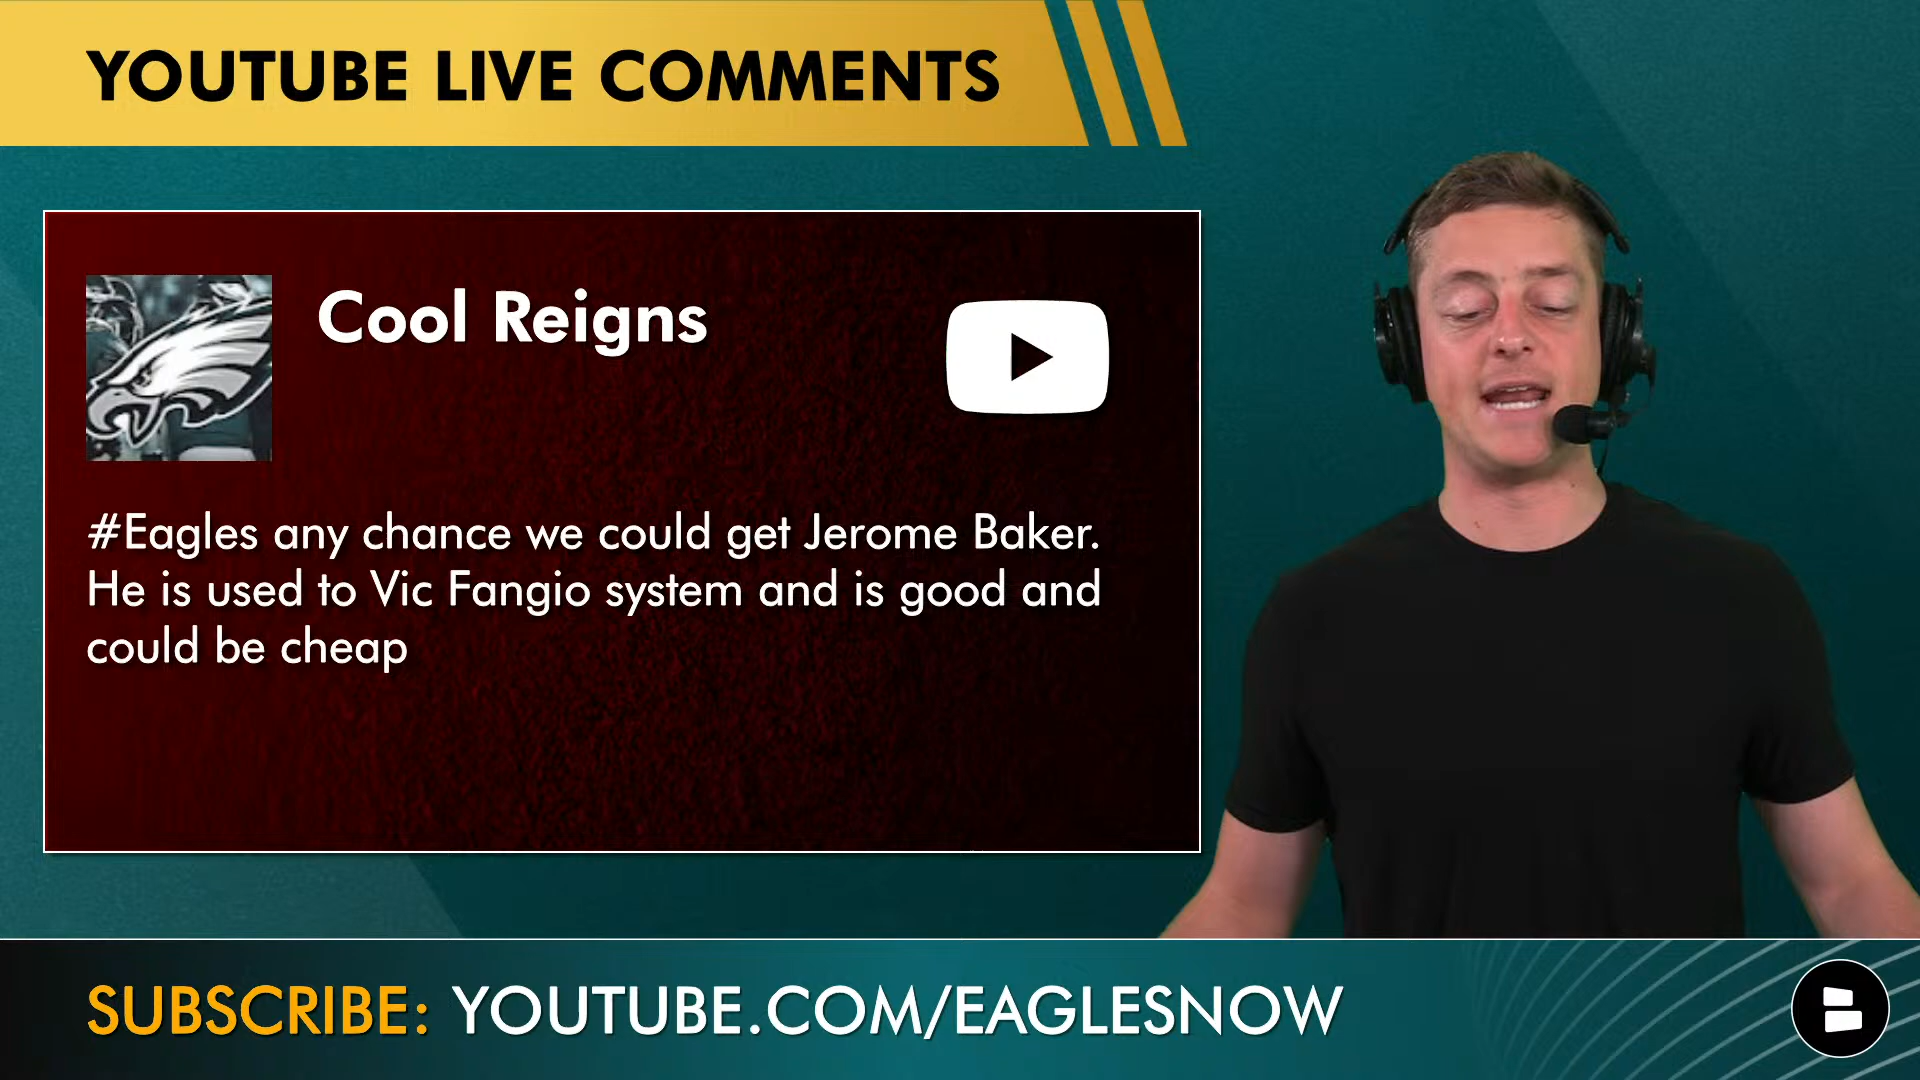 YOUTUBE LIVE COMMENTS
Cool Reigns
#Eagles any chance we could get Jerome Baker.
He is used to Vic Fangio system and is good and
could be cheap
SUBSCRIBE: YOUTUBE.COM/EAGLESNOW